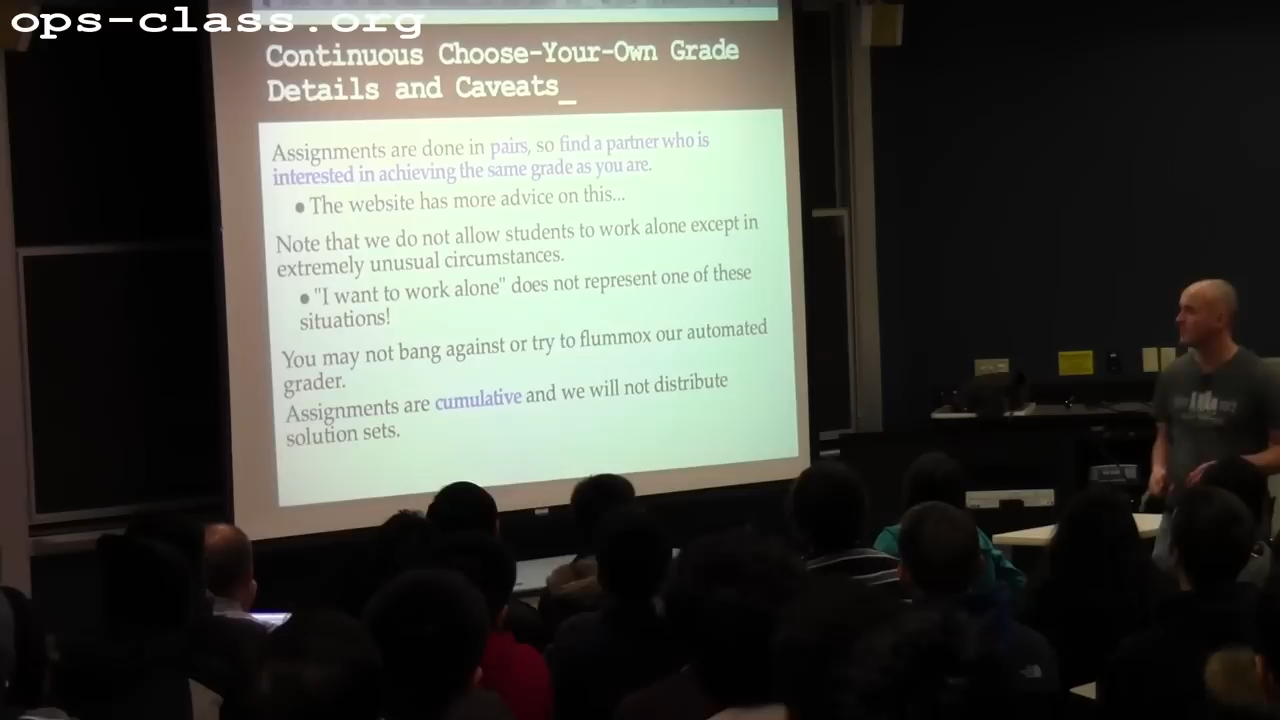 ops-class.org
Continuous Choose-Your-Own Grade
Details and Caveats_
Assignments are done in pairs, so find a partner who is
interested in achieving the same grade as you are.
● The website has more advice on this...
Note that we do not allow students to work alone except in
extremely unusual circumstances.
● "I want to work alone" does not represent one of these
situations!
You may not bang against or try to flummox our automated
grader.
Assignments are cumulative and we will not distribute
solution sets.